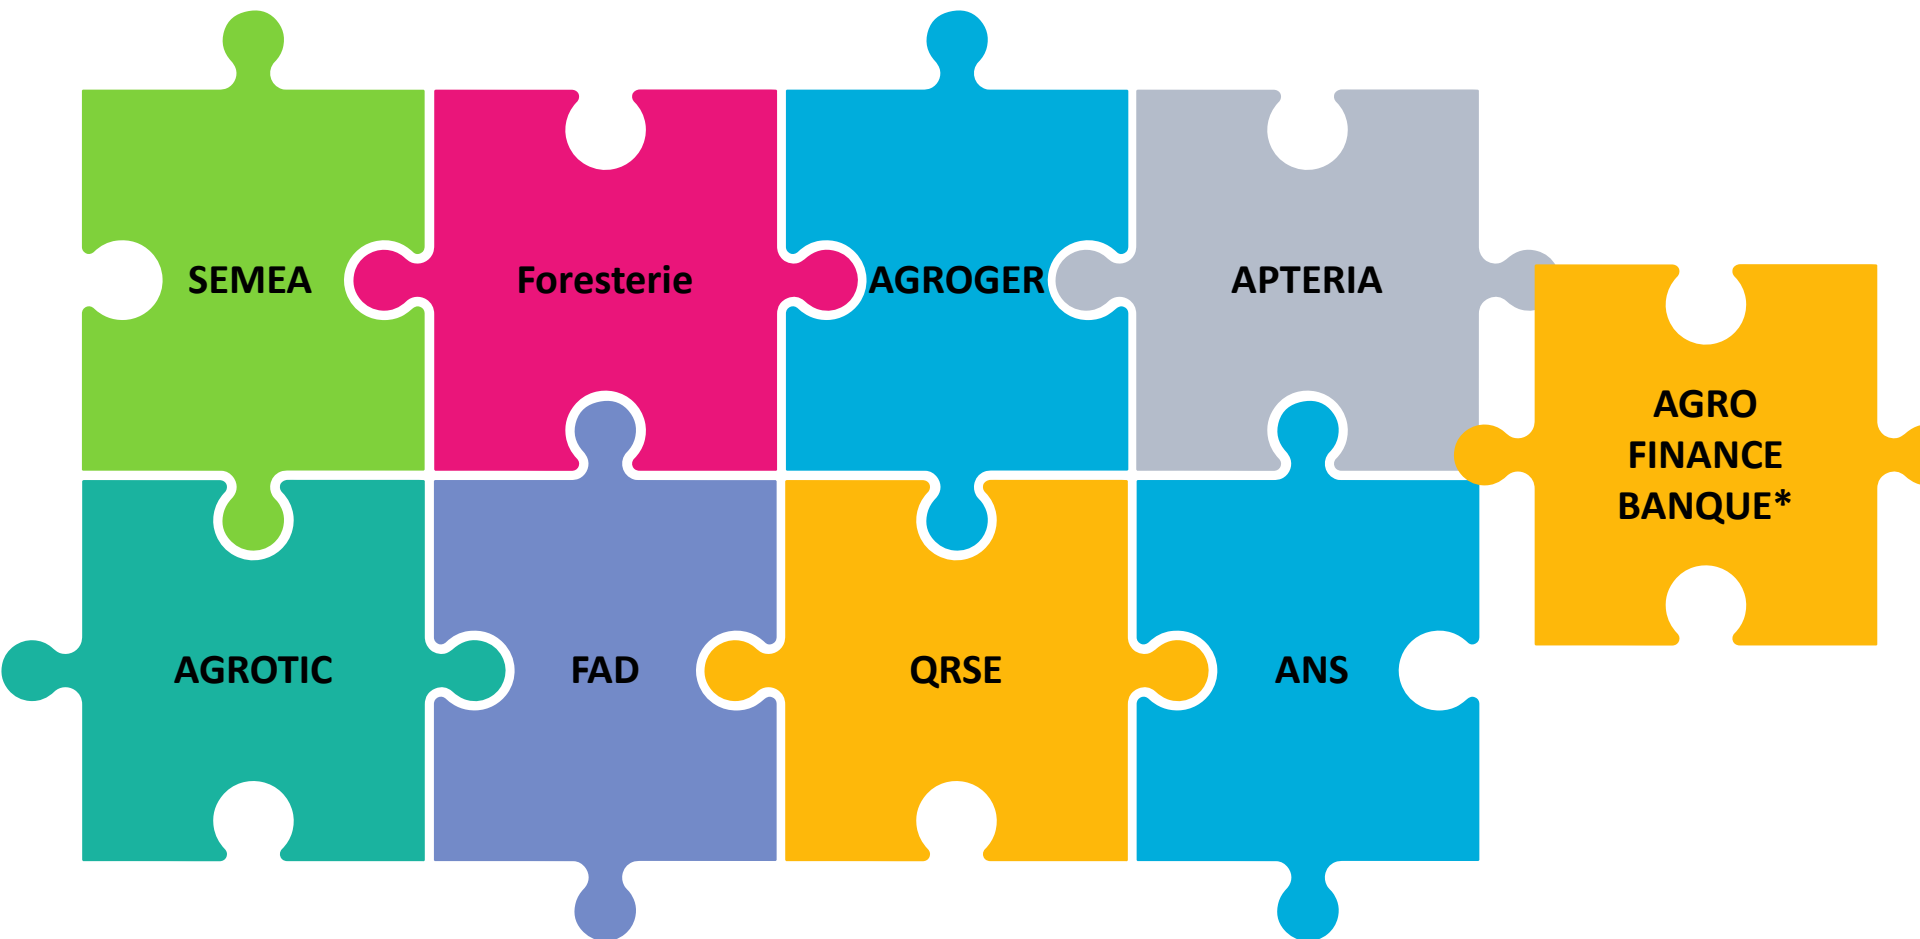 SEMEA
Foresterie
AGROGER
APTERIA
AGRO
FINANCE
BANQUE*
AGROTIC
FAD
QRSE
ANS